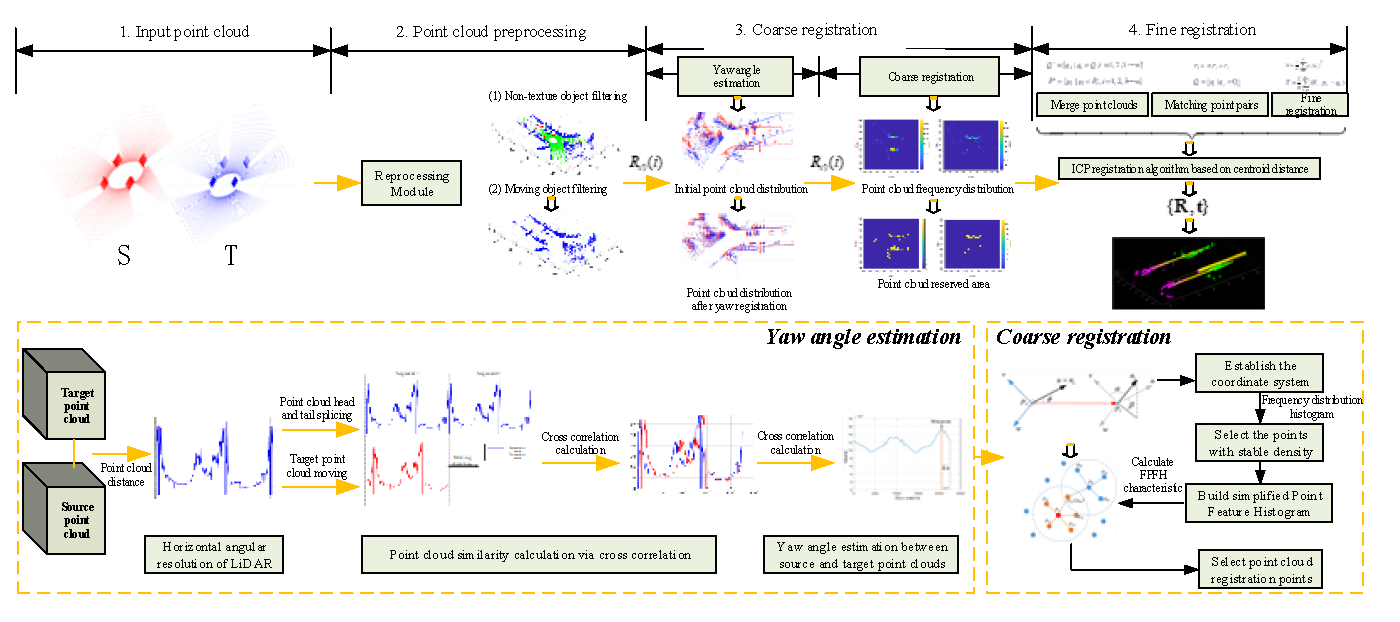 1. Input point cloud
2. Point cloud preprocessing
3. Coarse registration
4. Fine registration
Yaw angle
estimation
Coarse registration
Merge point clouds
Matching point pairs
Fine
registration
(1) Non-texture object filtering
(2) Moving object filtering
Reprocessing
Module
S
T
Initial point cloud distribution
Point cloud distribution
after yaw registration
Point cloud frequency distribution
Point cloud reserved area
ICP registration algorithm based on centroid distance
{R, t}
Yaw angle estimation
Target
point
cloud
Source
point
cloud
Point cloud
distance
Point cloud head
and tail splicing
Target point
cloud moving
Cross correlation
calculation
Cross correlation
calculation
Horizontal angular
resolution of LiDAR
Point cloud similarity calculation via cross correlation
Yaw angle estimation between
source and target point clouds
Coarse registration
Establish the
coordinate system
Frequency distribution
histogram
Select the points
with stable density
Calculate
FPFH
characteristic
Build simplified Point
Feature Histogram
Select point cloud
registration points